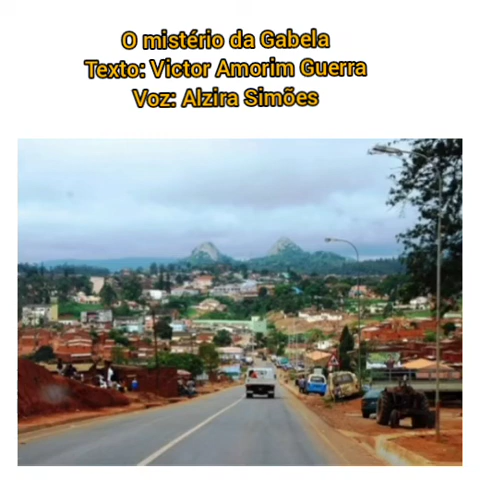 O mistério da Gabela
Texto: Victor Amorim Guerra
Voz: Alzira Simões